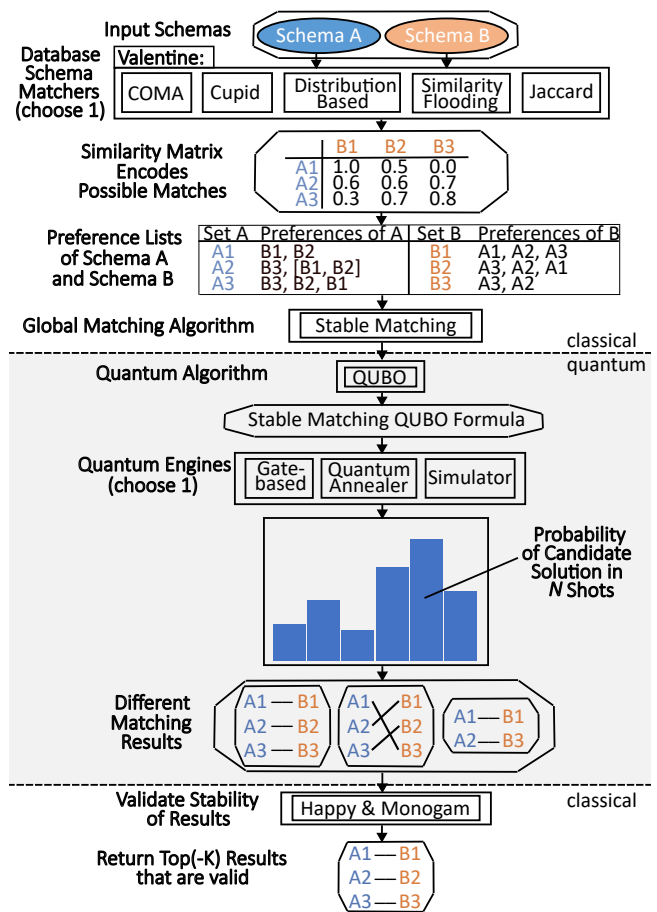 Input Schemas
Schema A
Schema B
Database
Schema
Matchers
(choose 1)
Valentine:
COMA
Cupid
Distribution
Based
Similarity
Flooding
Jaccard
Similarity Matrix
Encodes
Possible Matches
B1 B2 B3
A1 1.0 0.5 0.0
A2 0.6 0.6 0.7
A3 0.3 0.7 0.8
Preference Lists
of Schema A
and Schema B
Set A Preferences of A Set B Preferences of B
A1 B1, B2 B1 A1, A2, A3
A2 B3, [B1, B2] B2 A3, A2, A1
A3 B3, B2, B1 B3 A3, A2
Global Matching Algorithm
Stable Matching
classical
quantum
Quantum Algorithm
QUBO
Stable Matching QUBO Formula
Quantum Engines
(choose 1)
Gate-
based
Quantum
Annealer
Simulator
Probability
of Candidate
Solution in
N Shots
Different
Matching
Results
A1 B1
A2 B2
A3 B3
A1 B1
A2 B2
A3 B3
A1 B1
A2 B3
classical
Validate Stability
of Results
Happy & Monogam
Return Top(-K) Results
that are valid
A1 B1
A2 B2
A3 B3